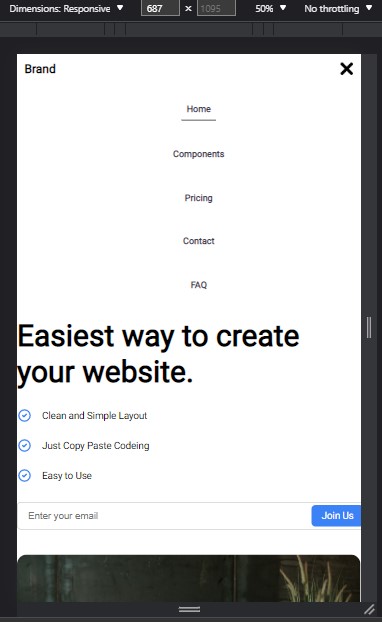 Dimensions: Responsive ▼ 687 × 1095 50% ▼ No throttling ▼
Brand ✖
Home
Components
Pricing
Contact
FAQ
Easiest way to create
your website.
Clean and Simple Layout
Just Copy Paste Codeing
Easy to Use
Enter your email Join Us